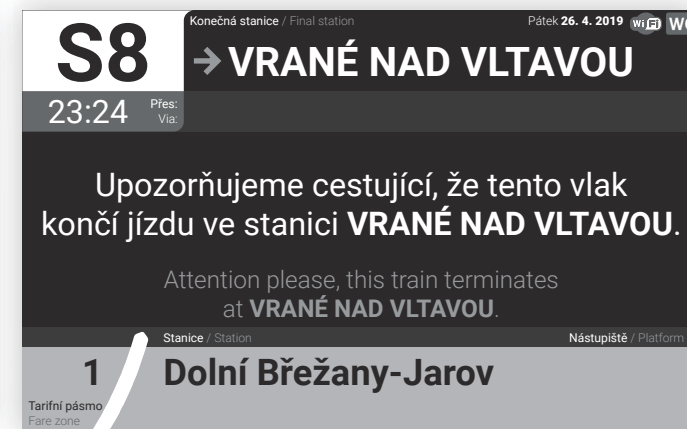 S8
Konečná stanice / Final station
Pátek 26. 4. 2019
WiFi
→ VRANÉ NAD VLTAVOU
23:24
Přes:
Via:
Upozorňujeme cestující, že tento vlak
končí jízdu ve stanici VRANÉ NAD VLTAVOU.
Attention please, this train terminates
at VRANÉ NAD VLTAVOU.
Stanice / Station
Nástupiště / Platform
1
Dolní Břežany-Jarov
Tarifní pásmo
Fare zone